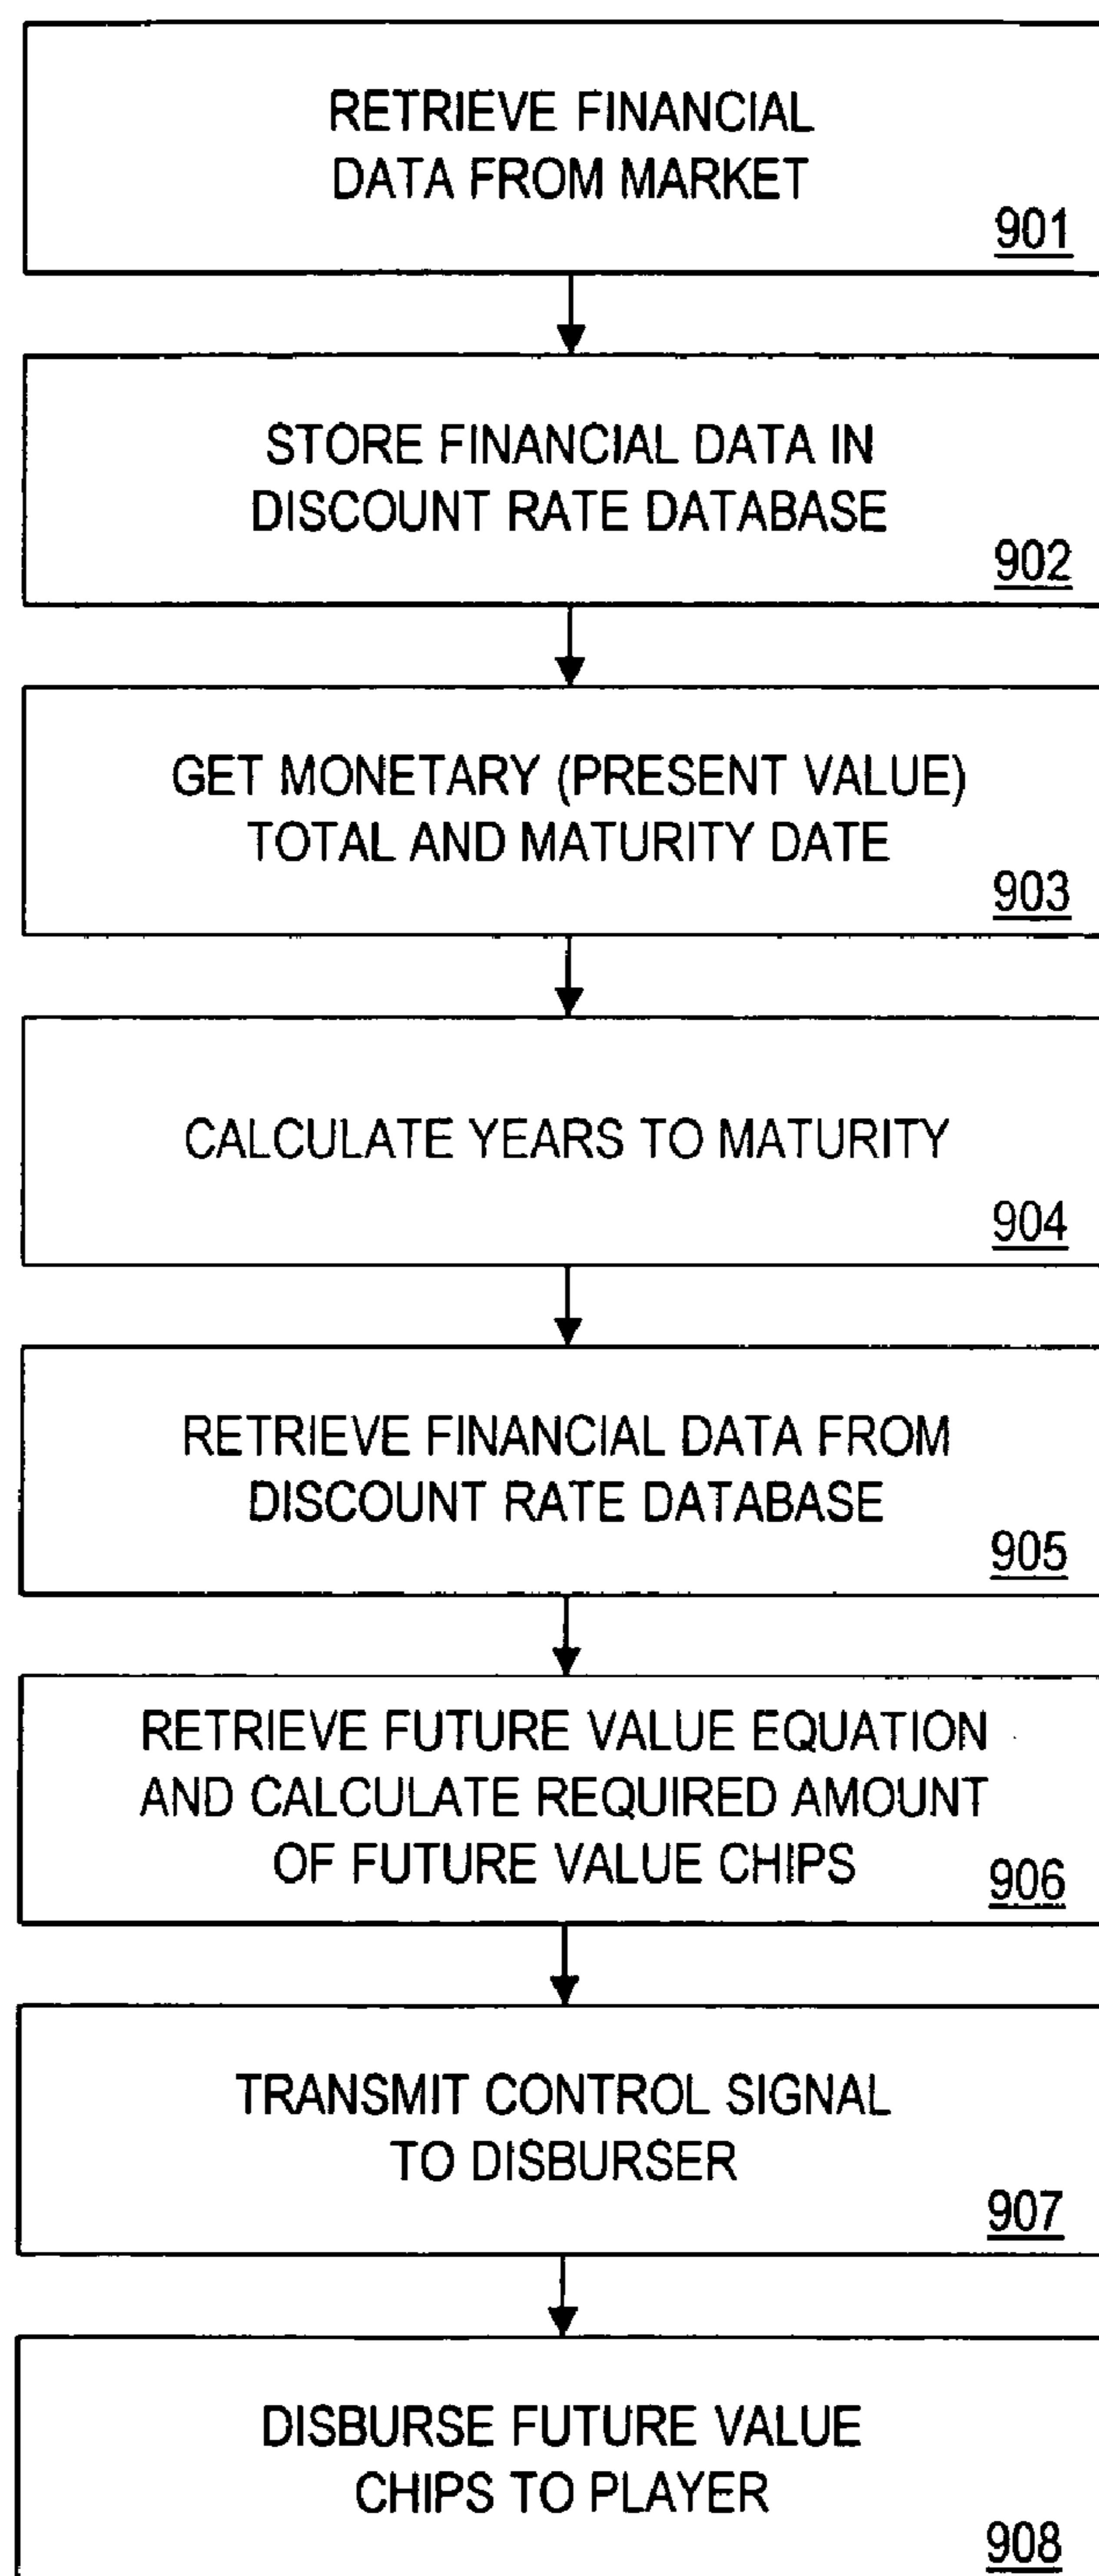 RETRIEVE FINANCIAL
DATA FROM MARKET
901
STORE FINANCIAL DATA IN
DISCOUNT RATE DATABASE
902
GET MONETARY (PRESENT VALUE)
TOTAL AND MATURITY DATE
903
CALCULATE YEARS TO MATURITY
904
RETRIEVE FINANCIAL DATA FROM
DISCOUNT RATE DATABASE
905
RETRIEVE FUTURE VALUE EQUATION
AND CALCULATE REQUIRED AMOUNT
OF FUTURE VALUE CHIPS
906
TRANSMIT CONTROL SIGNAL
TO DISBURSER
907
DISBURSE FUTURE VALUE
CHIPS TO PLAYER
908